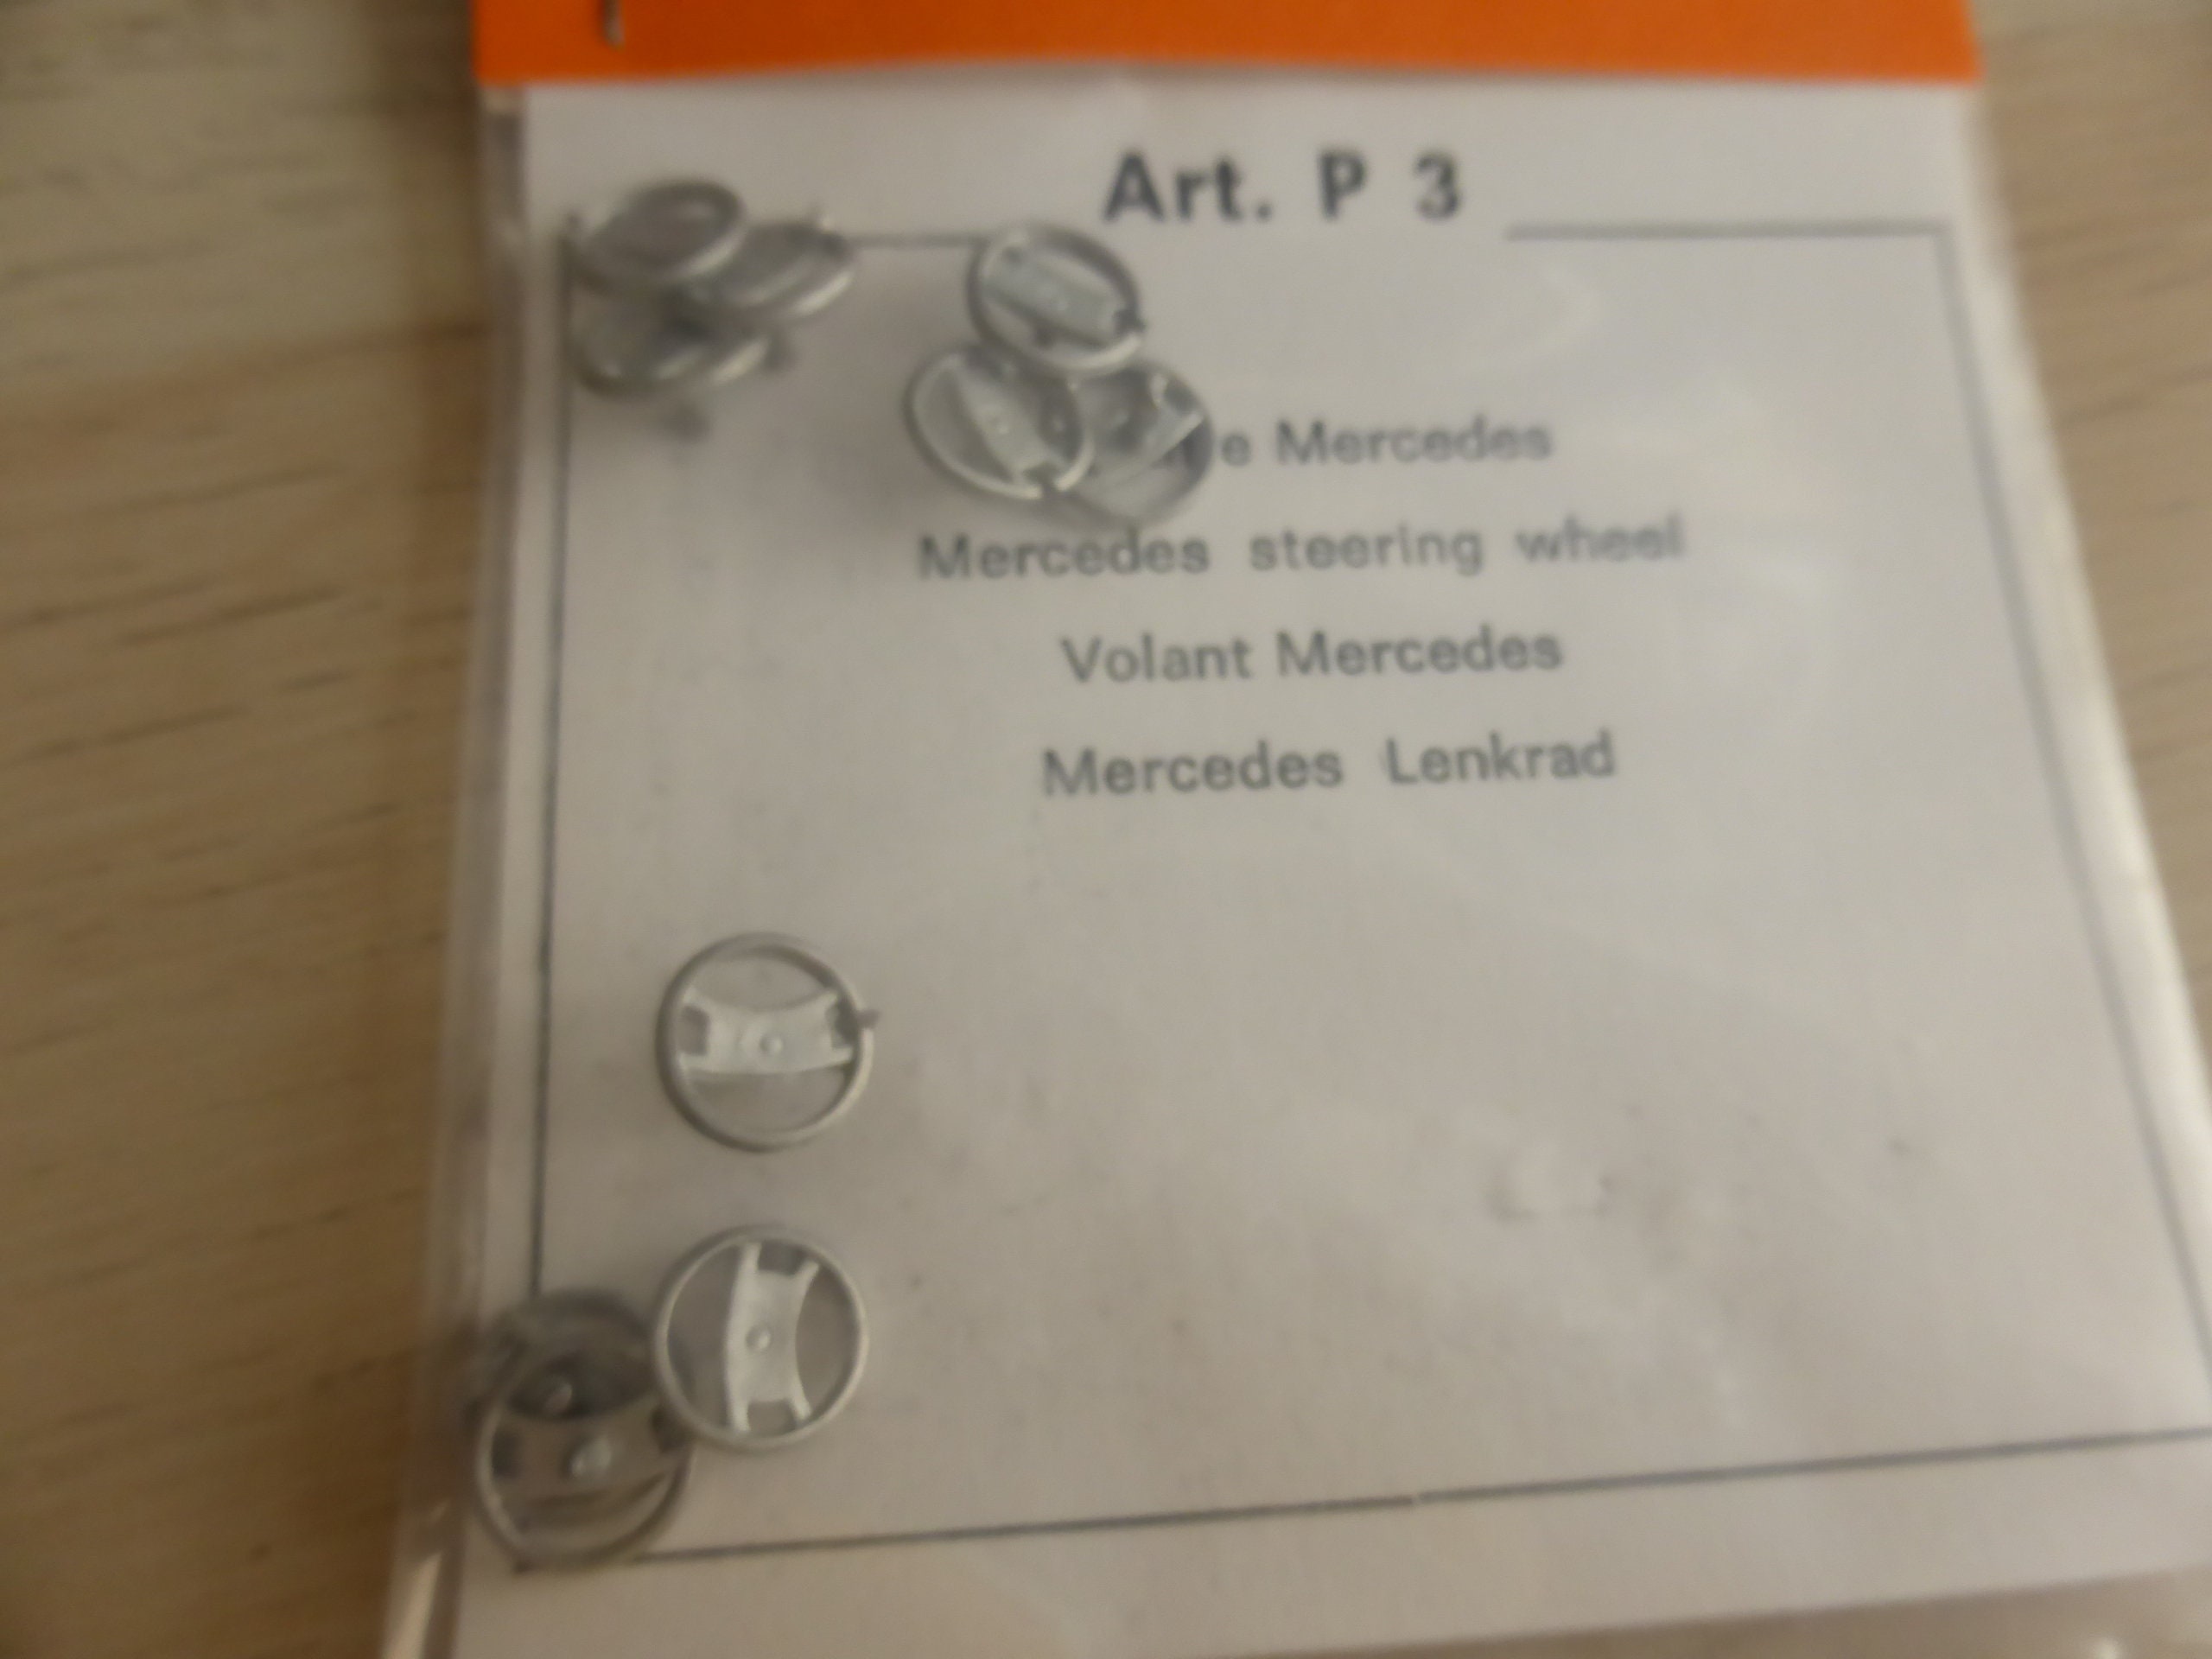 Art. P 3
Mercedes
Mercedes steering wheel
Volant Mercedes
Mercedes Lenkrad